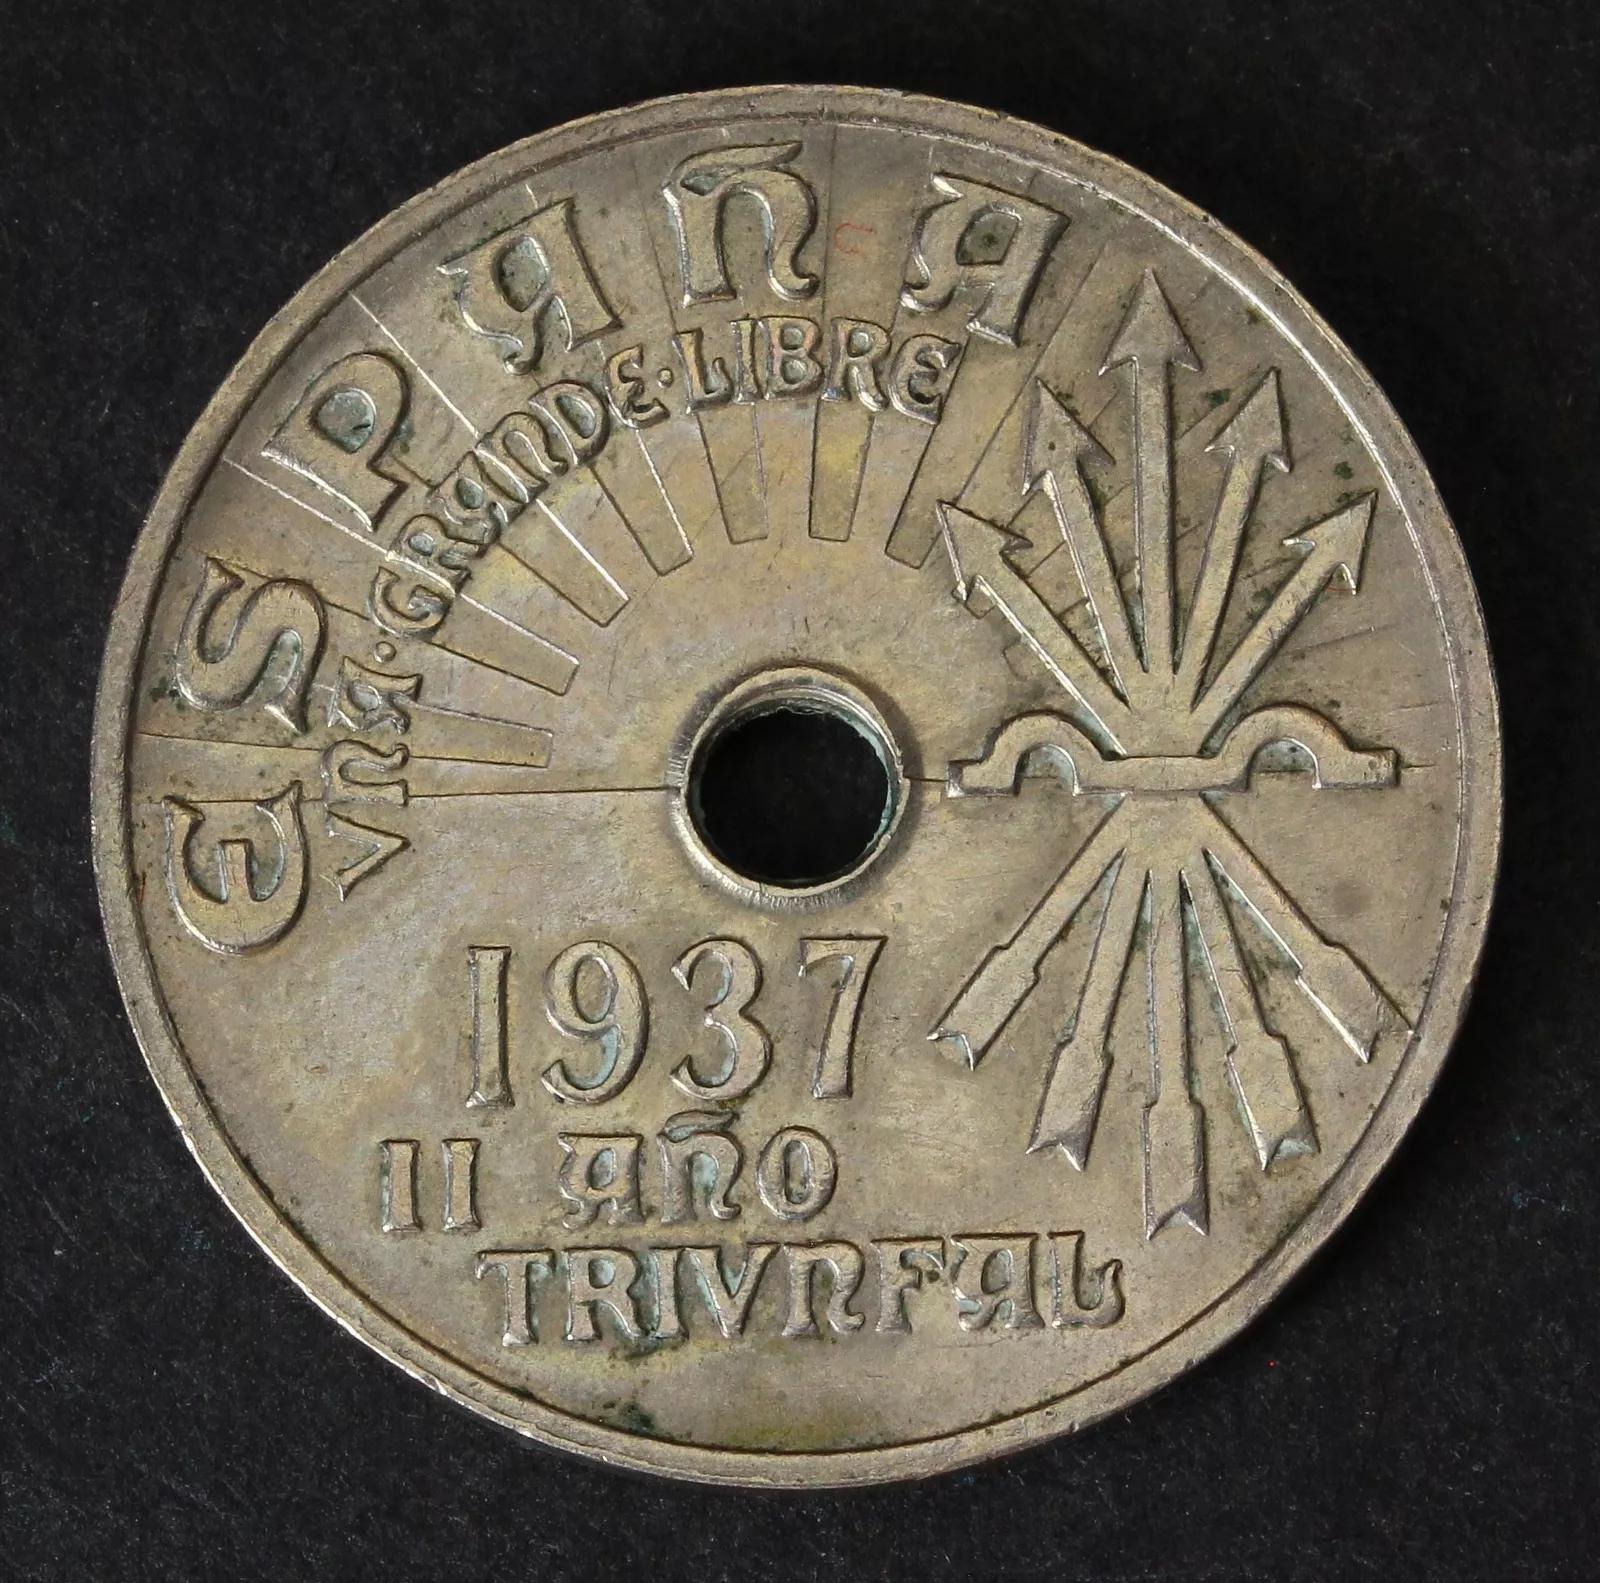 ESPAÑA
VNA·GRANDE·LIBRE
1937
II AÑO
TRIVNFAL